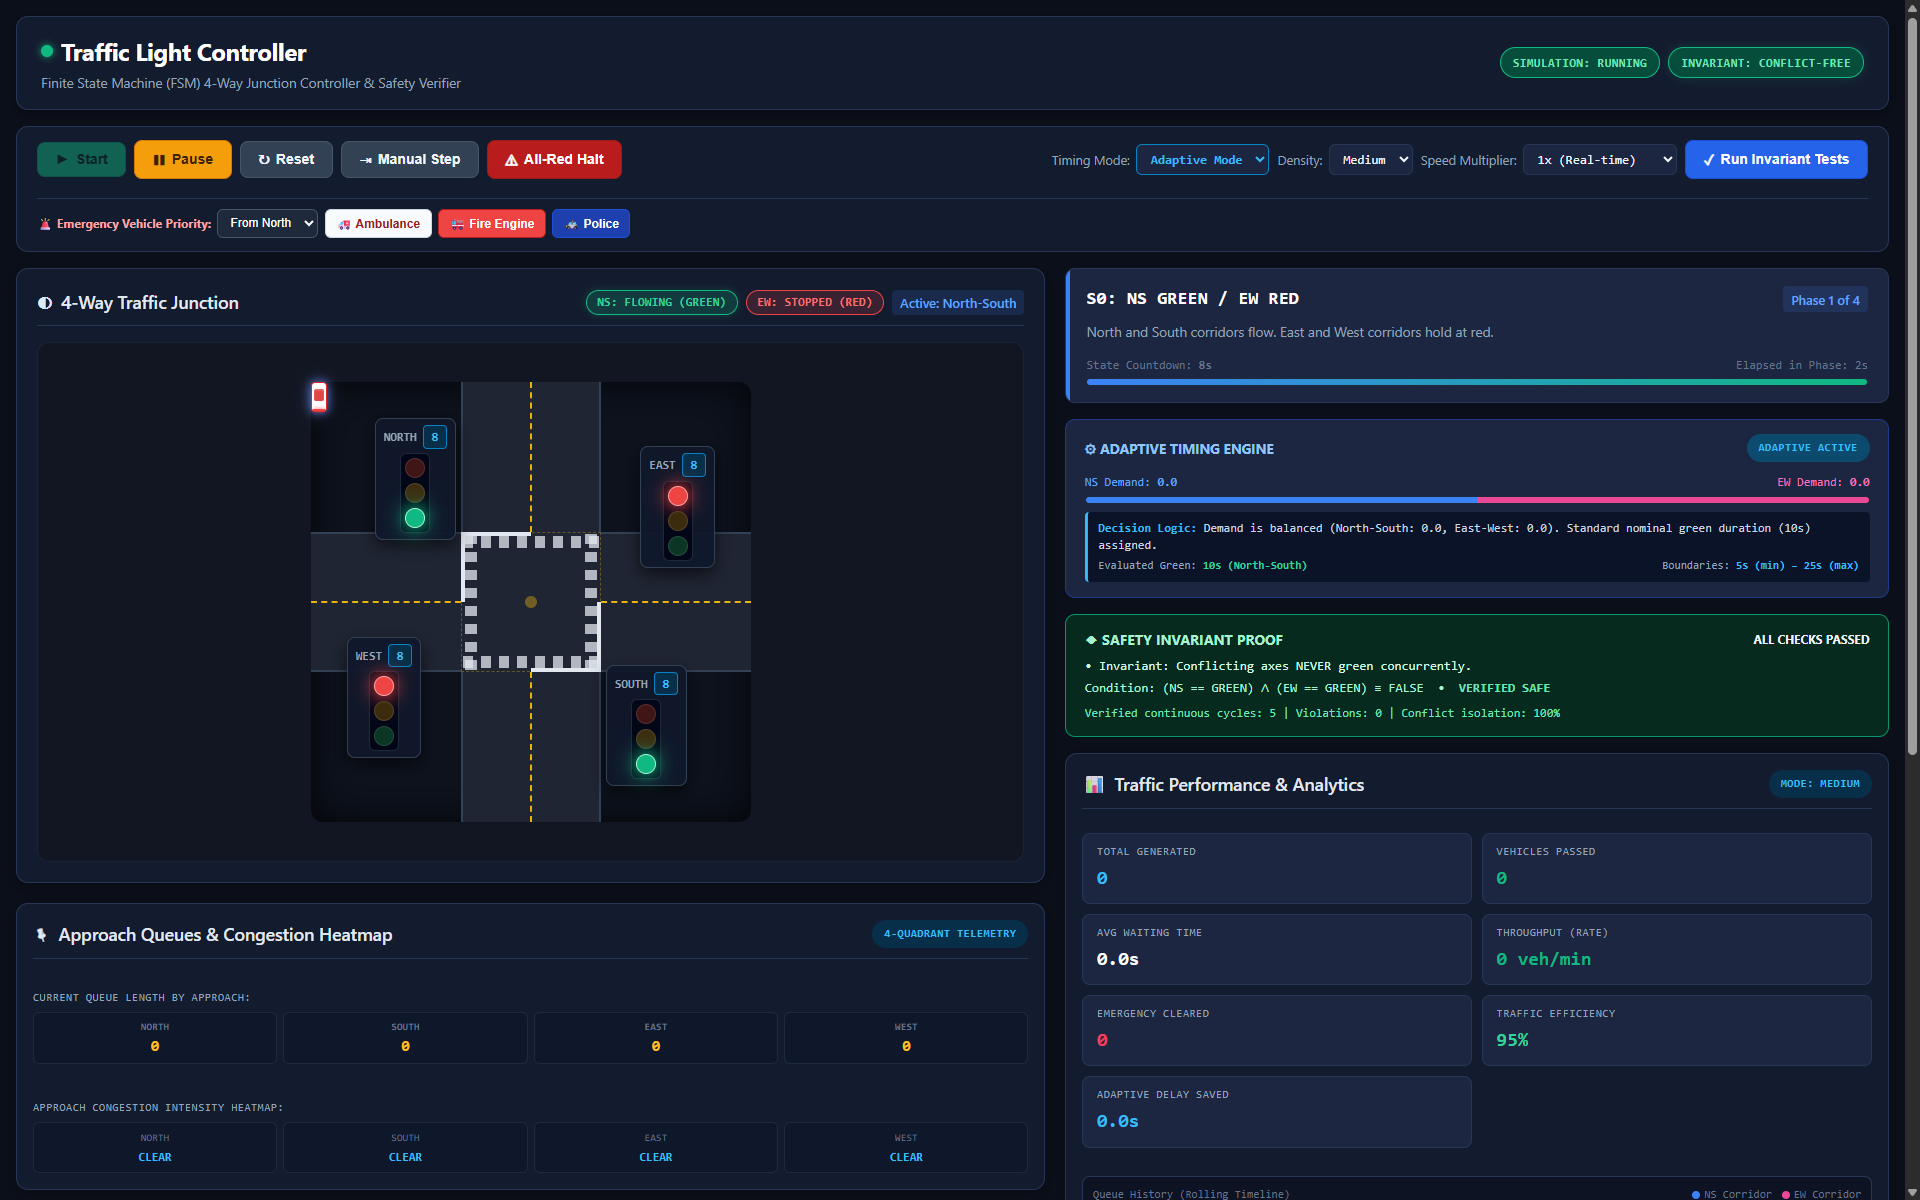 Traffic Light Controller
Finite State Machine (FSM) 4-Way Junction Controller & Safety Verifier
SIMULATION: RUNNING
INVARIANT: CONFLICT-FREE
Start
Pause
Reset
Manual Step
All-Red Halt
Timing Mode: Adaptive Mode
Density: Medium
Speed Multiplier: 1x (Real-time)
✓ Run Invariant Tests
Emergency Vehicle Priority: From North
Ambulance
Fire Engine
Police
4-Way Traffic Junction
NS: FLOWING (GREEN)
EW: STOPPED (RED)
Active: North-South
NORTH 8
EAST 8
WEST 8
SOUTH 8
S0: NS GREEN / EW RED
Phase 1 of 4
North and South corridors flow. East and West corridors hold at red.
State Countdown: 8s
Elapsed in Phase: 2s
ADAPTIVE TIMING ENGINE
ADAPTIVE ACTIVE
NS Demand: 0.0
EW Demand: 0.0
Decision Logic: Demand is balanced (North-South: 0.0, East-West: 0.0). Standard nominal green duration (10s)
assigned.
Evaluated Green: 10s (North-South)
Boundaries: 5s (min) – 25s (max)
SAFETY INVARIANT PROOF
ALL CHECKS PASSED
• Invariant: Conflicting axes NEVER green concurrently.
Condition: (NS == GREEN) ∧ (EW == GREEN) ≡ FALSE • VERIFIED SAFE
Verified continuous cycles: 5 | Violations: 0 | Conflict isolation: 100%
Traffic Performance & Analytics
MODE: MEDIUM
TOTAL GENERATED
0
VEHICLES PASSED
0
AVG WAITING TIME
0.0s
THROUGHPUT (RATE)
0 veh/min
EMERGENCY CLEARED
0
TRAFFIC EFFICIENCY
95%
ADAPTIVE DELAY SAVED
0.0s
Queue History (Rolling Timeline)
NS Corridor
EW Corridor
Approach Queues & Congestion Heatmap
4-QUADRANT TELEMETRY
CURRENT QUEUE LENGTH BY APPROACH:
NORTH
0
SOUTH
0
EAST
0
WEST
0
APPROACH CONGESTION INTENSITY HEATMAP:
NORTH
CLEAR
SOUTH
CLEAR
EAST
CLEAR
WEST
CLEAR